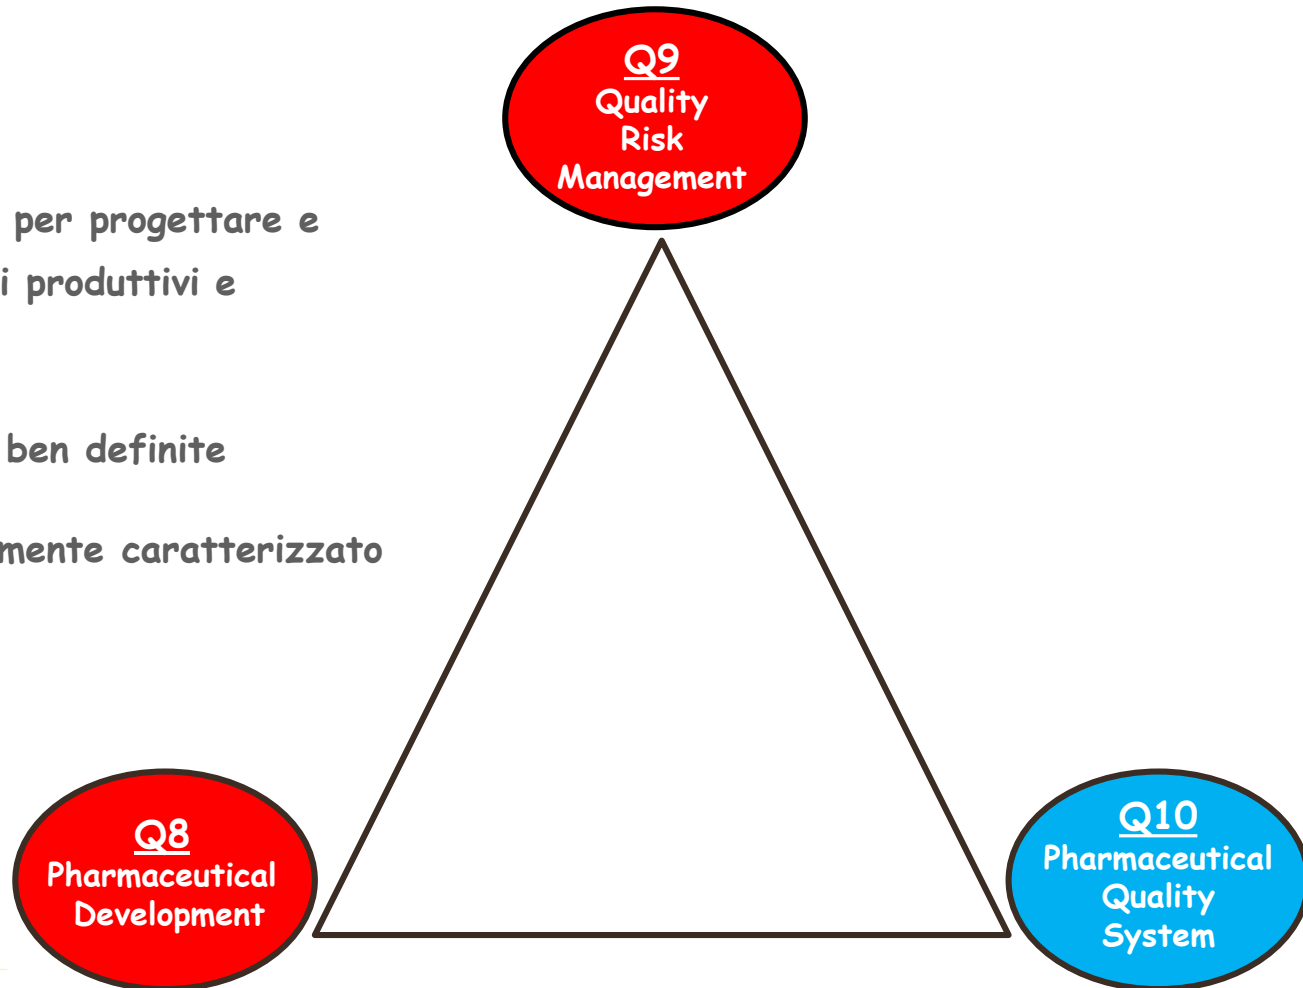 Q9
Quality
Risk
Management
per progettare e
i produttivi e
ben definite
mente caratterizzato
Q8
Pharmaceutical
Development
Q10
Pharmaceutical
Quality
System